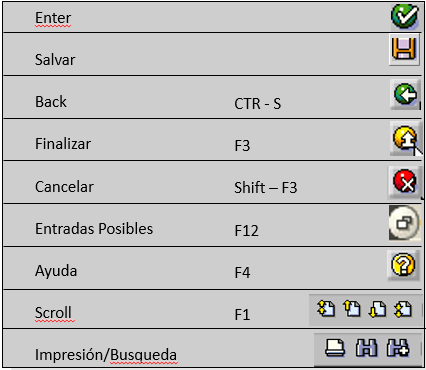 Enter
Salvar
Back CTR - S
Finalizar F3
Cancelar Shift – F3
Entradas Posibles F12
Ayuda F4
Scroll F1
Impresión/Busqueda